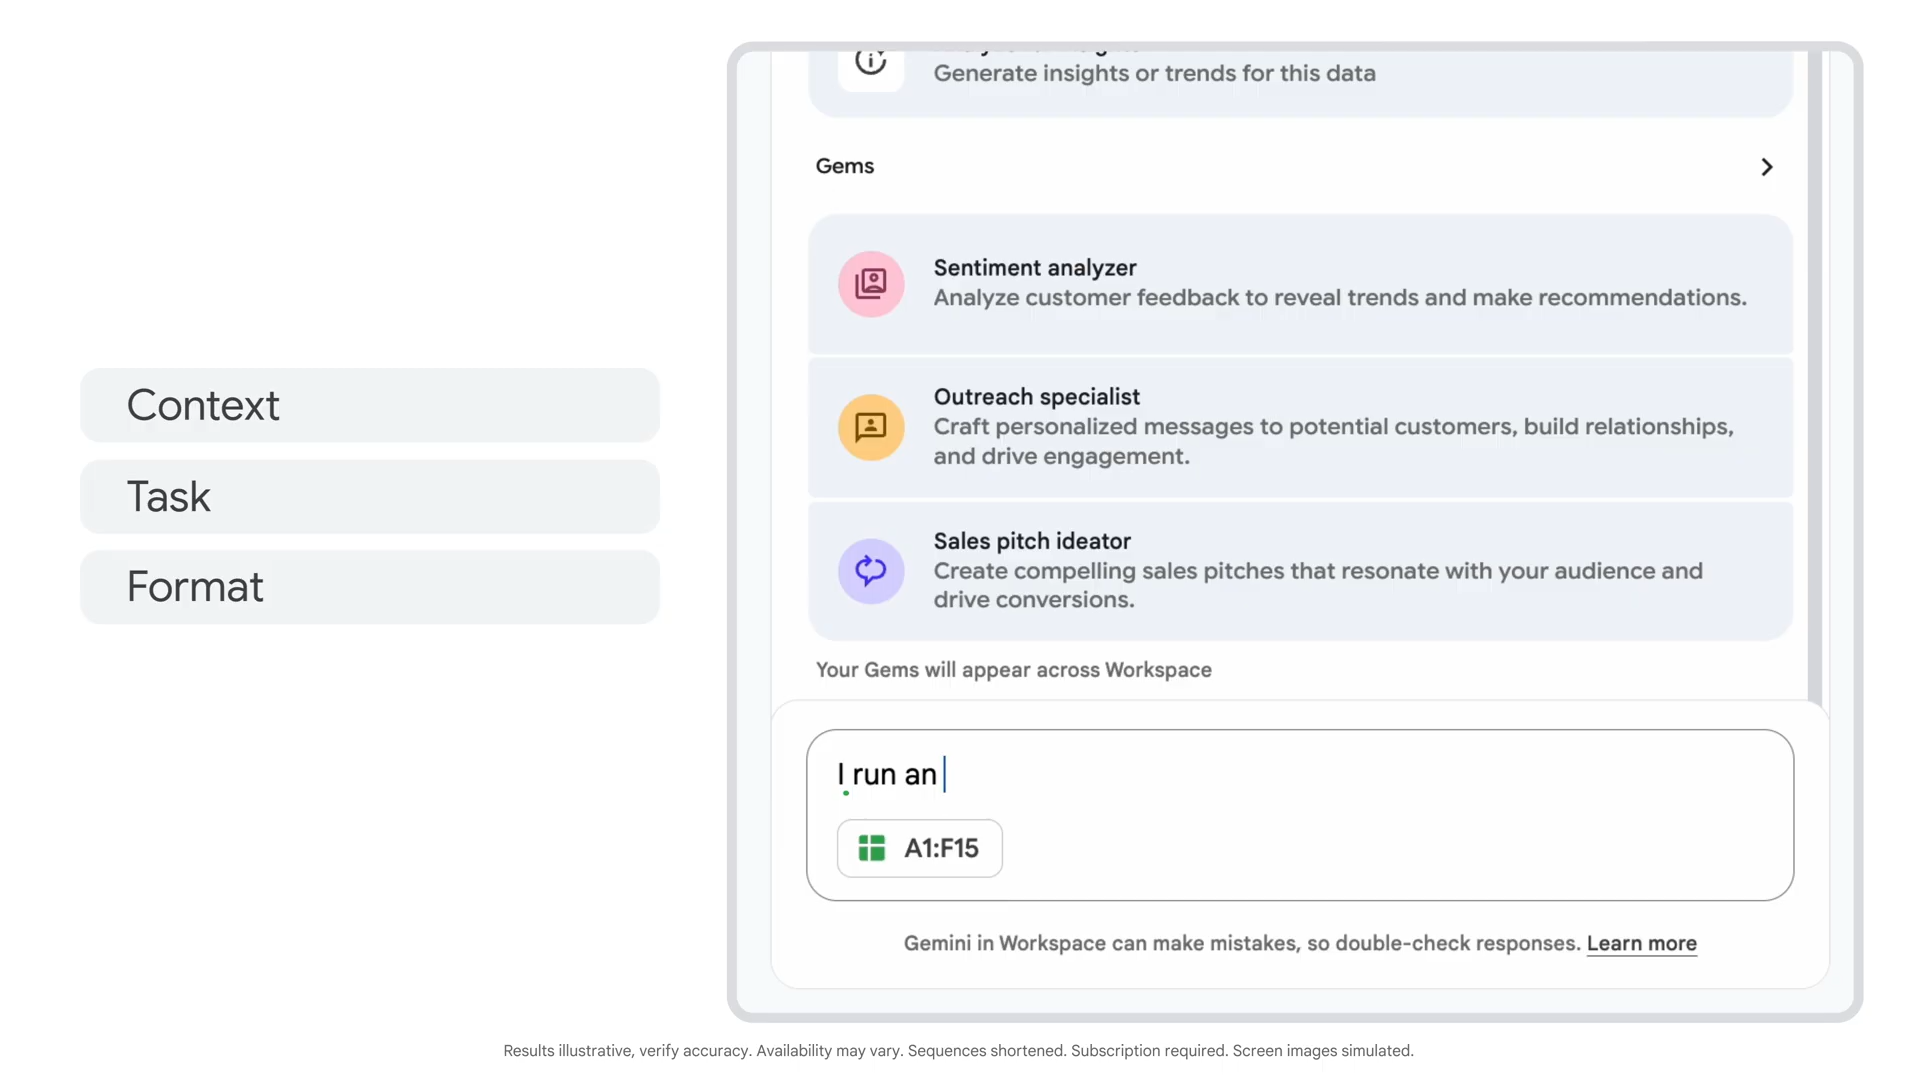 Context
Task
Format
Generate insights or trends for this data
Gems
Sentiment analyzer
Analyze customer feedback to reveal trends and make recommendations.
Outreach specialist
Craft personalized messages to potential customers, build relationships,
and drive engagement.
Sales pitch ideator
Create compelling sales pitches that resonate with your audience and
drive conversions.
Your Gems will appear across Workspace
I run an
A1:F15
Gemini in Workspace can make mistakes, so double-check responses. Learn more
Results illustrative, verify accuracy. Availability may vary. Sequences shortened. Subscription required. Screen images simulated.